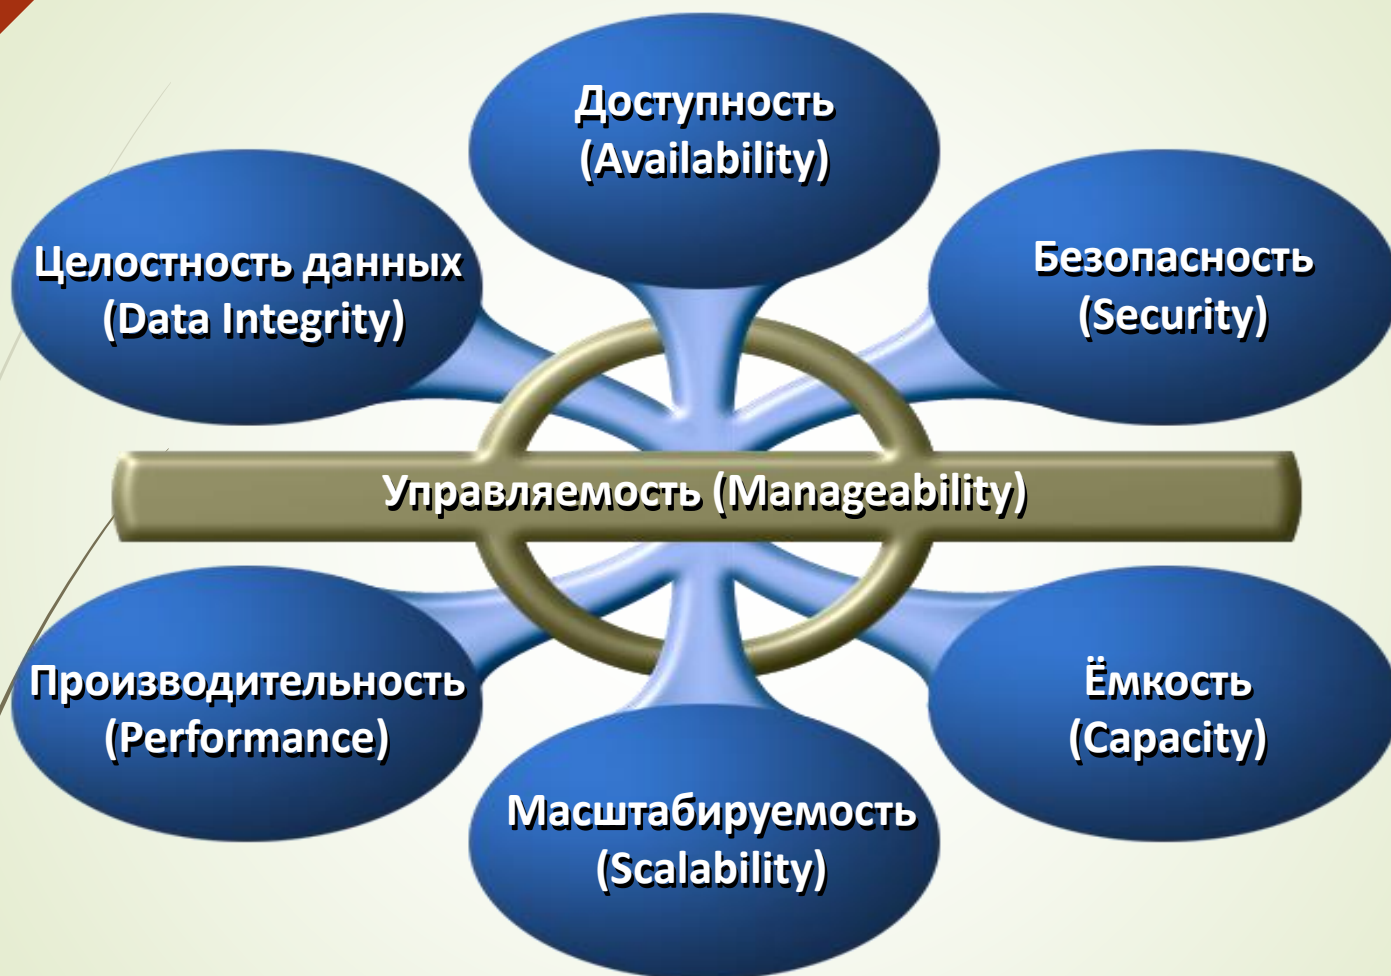 Доступность
(Availability)
Целостность данных
(Data Integrity)
Безопасность
(Security)
Управляемость (Manageability)
Производительность
(Performance)
Ёмкость
(Capacity)
Масштабируемость
(Scalability)